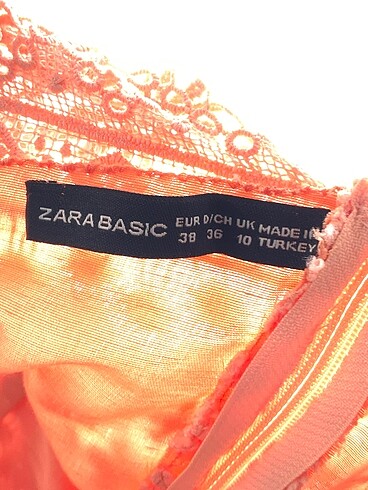 ZARA BASIC EUR D/CH UK MADE IN
38 36 10 TURKEY